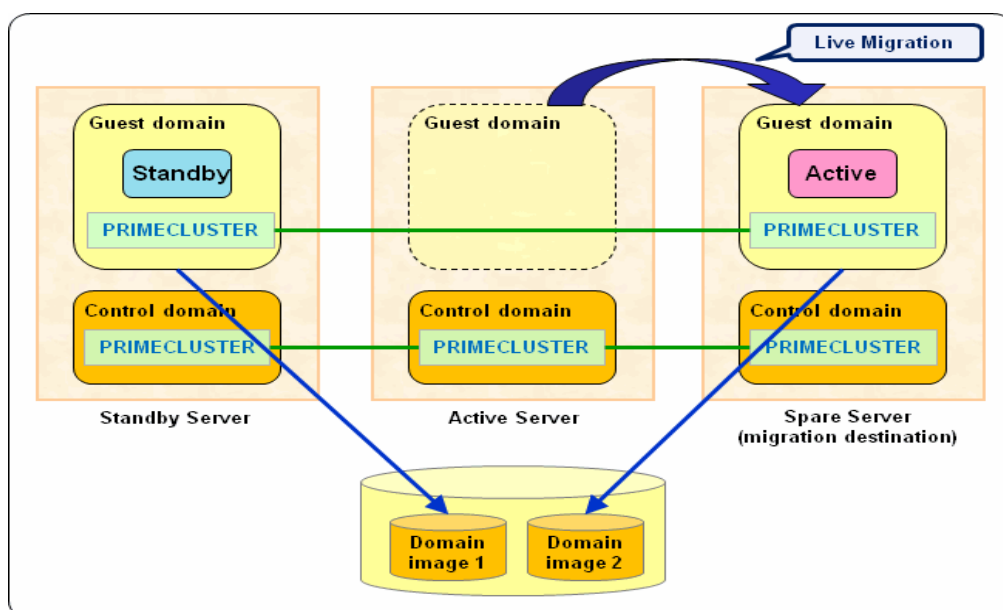 Live Migration
Guest domain
Standby
PRIMECLUSTER
Control domain
PRIMECLUSTER
Standby Server
Guest domain
Control domain
PRIMECLUSTER
Active Server
Guest domain
Active
PRIMECLUSTER
Control domain
PRIMECLUSTER
Spare Server
(migration destination)
Domain
image 1
Domain
image 2